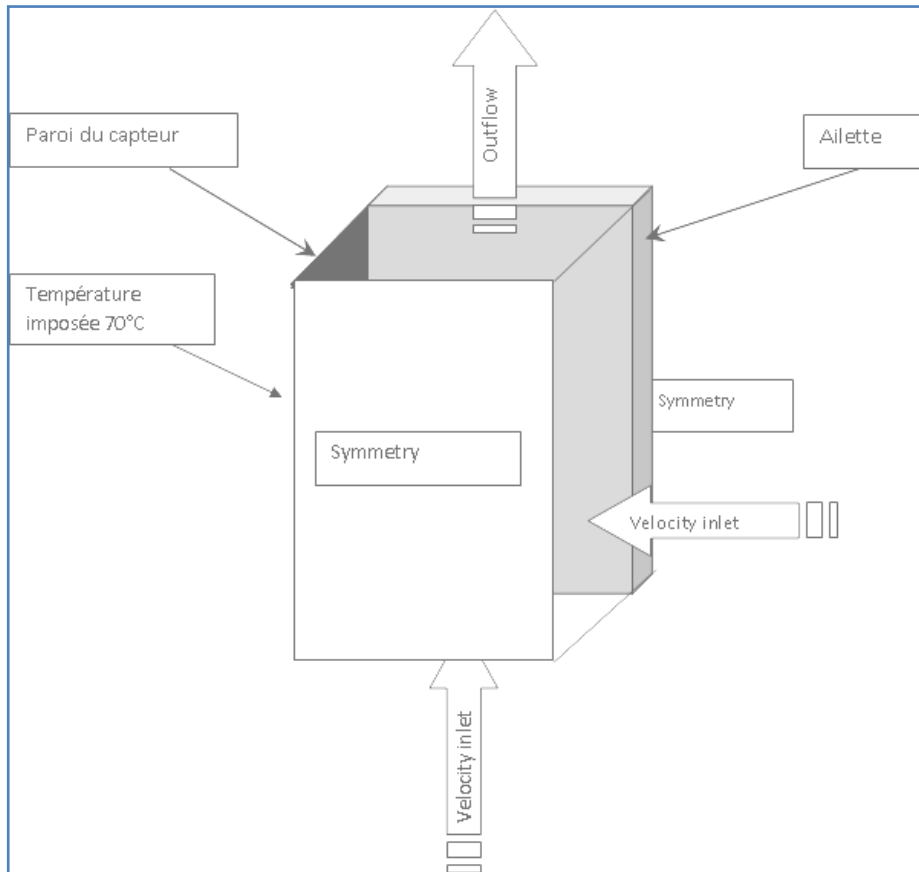 Outflow
Paroi du capteur
Ailette
Température
imposée 70°C
Symmetry
Symmetry
Velocity inlet
Velocity inlet